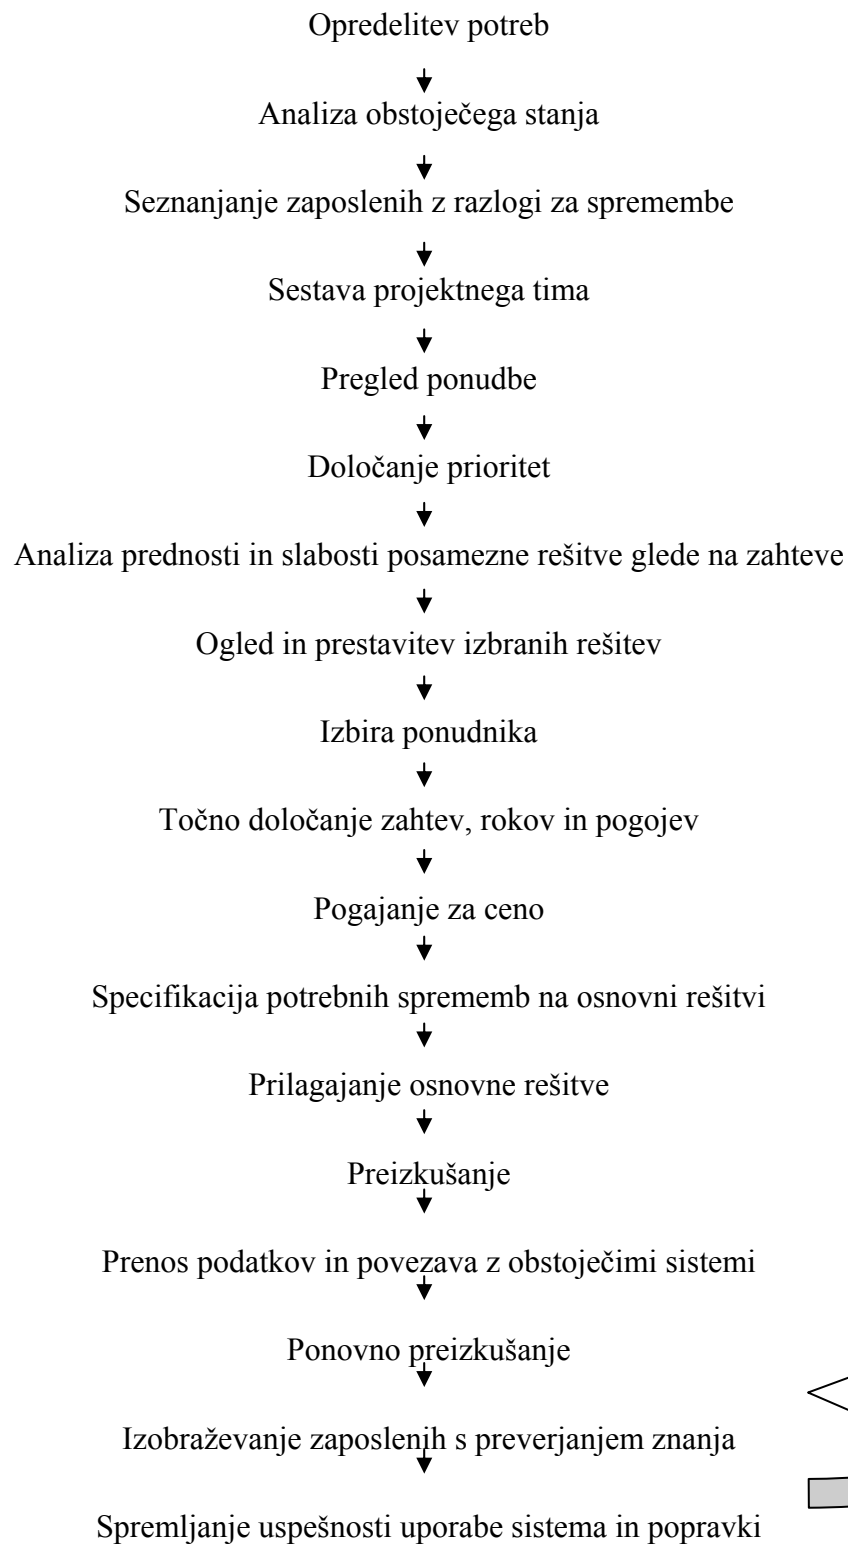 Opredelitev potreb
Analiza obstoječega stanja
Seznanjanje zaposlenih z razlogi za spremembe
Sestava projektnega tima
Pregled ponudbe
Določanje prioritet
Analiza prednosti in slabosti posamezne rešitve glede na zahteve
Ogled in prestavitev izbranih rešitev
Izbira ponudnika
Točno določanje zahtev, rokov in pogojev
Pogajanje za ceno
Specifikacija potrebnih sprememb na osnovni rešitvi
Prilagajanje osnovne rešitve
Preizkušanje
Prenos podatkov in povezava z obstoječimi sistemi
Ponovno preizkušanje
Izobraževanje zaposlenih s preverjanjem znanja
Spremljanje uspešnosti uporabe sistema in popravki